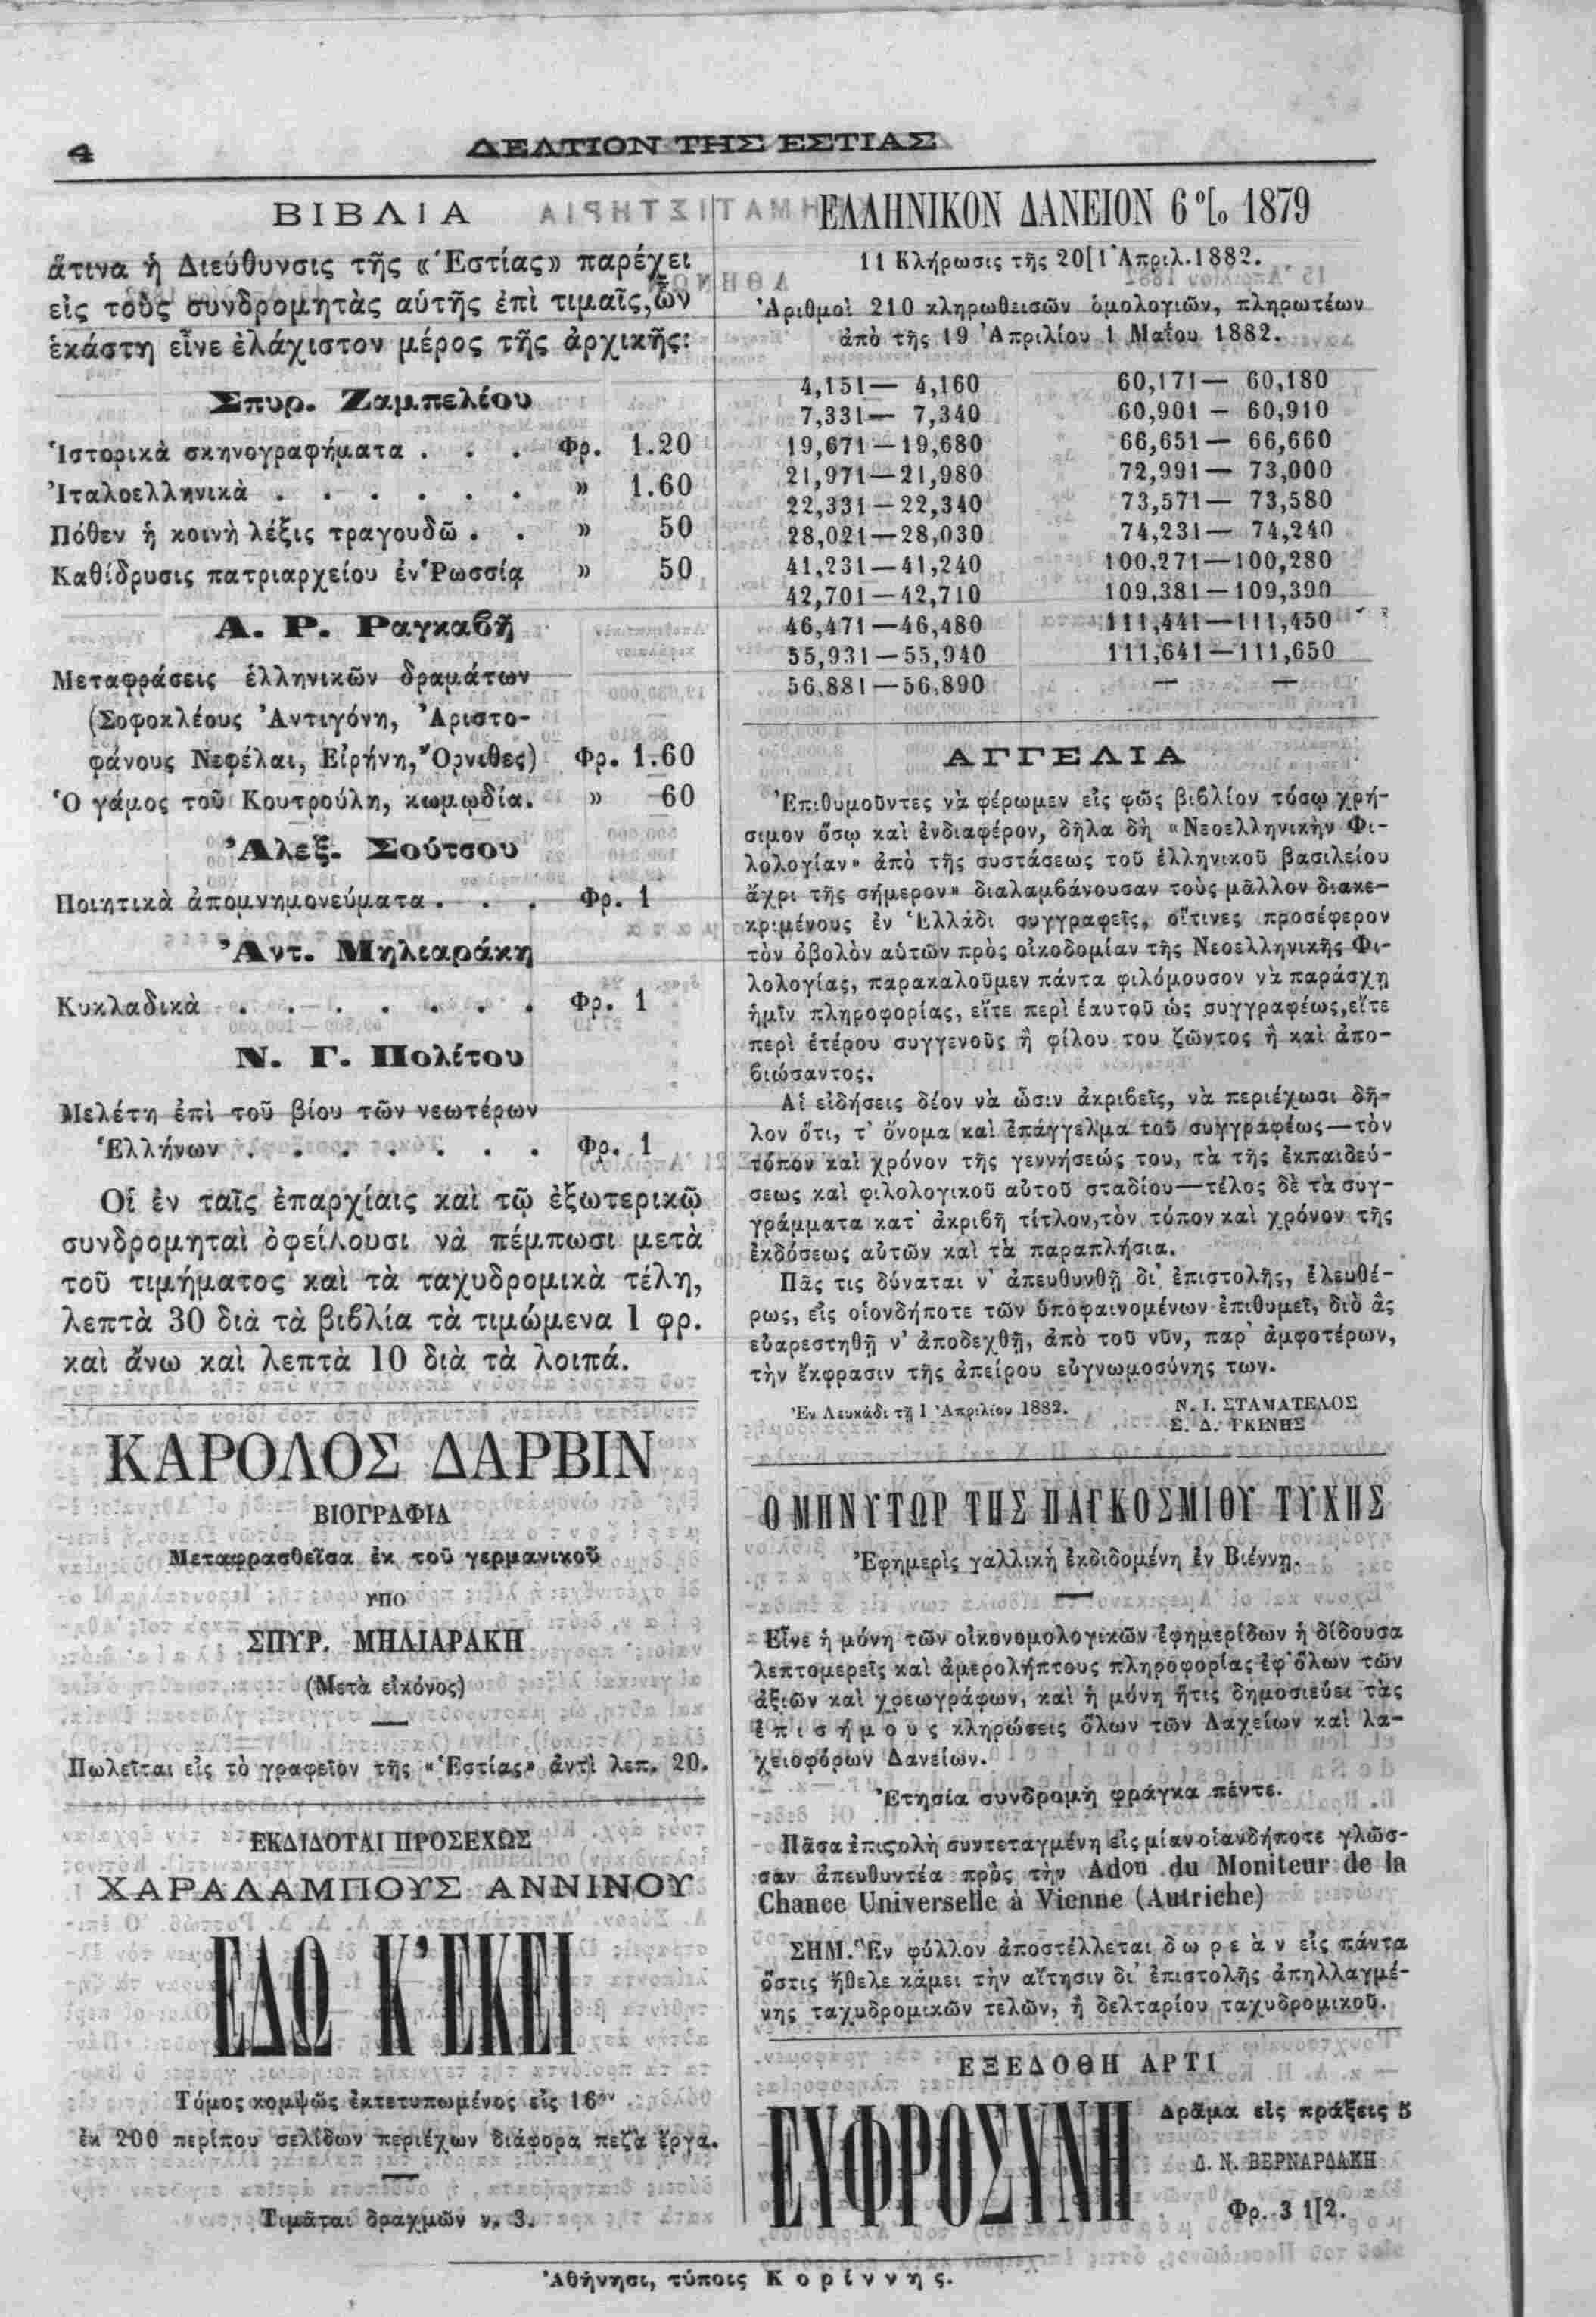 4
ΔΕΛΤΙΟΝ ΤΗΣ ΕΣΤΙΑΣ
ΒΙΒΛΙΑ
ἅτινα ἡ Διεύθυνσις τῆς «Ἑστίας» παρέχει
εἰς τοὺς συνδρομητὰς αὑτῆς ἐπὶ τιμαῖς, ὧν
ἑκάστη εἶνε ἐλάχιστον μέρος τῆς ἀρχικῆς:
Σπυρ. Ζαμπελίου
Ἱστορικὰ σκηνογραφήματα . . . Φρ. 1.20
Ἰταλοελληνικὰ . . . . . . » 1.60
Πόθεν ἡ κοινὴ λέξις τραγουδῶ . . » 50
Καθίδρυσις πατριαρχείου ἐν Ῥωσσίᾳ » 50
Α. Ρ. Ραγκαβῆ
Μεταφράσεις ἑλληνικῶν δραμάτων
(Σοφοκλέους Ἀντιγόνη, Ἀριστο-
φάνους Νεφέλαι, Εἰρήνη, Ὄρνιθες) Φρ. 1.60
Ὁ γάμος τοῦ Κουτρούλη, κωμῳδία. » 60
Ἀλεξ. Σούτσου
Ποιητικὰ ἀπομνημονεύματα . . . Φρ. 1
Ἀντ. Μηλιαράκη
Κυκλαδικὰ . . . . . . . Φρ. 1
Ν. Γ. Πολίτου
Μελέτη ἐπὶ τοῦ βίου τῶν νεωτέρων
Ἑλλήνων . . . . . . . Φρ. 1
Οἱ ἐν ταῖς ἐπαρχίαις καὶ τῷ ἐξωτερικῷ
συνδρομηταὶ ὀφείλουσι νὰ πέμπωσι μετὰ
τοῦ τιμήματος καὶ τὰ ταχυδρομικὰ τέλη,
λεπτὰ 30 διὰ τὰ βιβλία τὰ τιμώμενα 1 φρ.
καὶ ἄνω καὶ λεπτὰ 10 διὰ τὰ λοιπά.
ΚΑΡΟΛΟΣ ΔΑΡΒΙΝ
ΒΙΟΓΡΑΦΙΑ
Μεταφρασθεῖσα ἐκ τοῦ γερμανικοῦ
ΥΠΟ
ΣΠΥΡ. ΜΗΛΙΑΡΑΚΗ
(Μετὰ εἰκόνος)
Πωλεῖται εἰς τὸ γραφεῖον τῆς «Ἑστίας» ἀντὶ λεπ. 20.
ΕΚΔΙΔΟΤΑΙ ΠΡΟΣΕΧΩΣ
ΧΑΡΑΛΑΜΠΟΥΣ ΑΝΝΙΝΟΥ
ΕΔΩ Κ' ΕΚΕΙ
Τόμος κομψῶς ἐκτετυπωμένος εἰς 16ον
ἐκ 200 περίπου σελίδων περιέχων διάφορα πεζὰ ἔργα.
Τιμᾶται δραχμῶν ν. 3.
ΕΛΛΗΝΙΚΟΝ ΔΑΝΕΙΟΝ 6 ο[ο 1879
11 Κλήρωσις τῆς 20[1 Ἀπριλ. 1882.
Ἀριθμοὶ 210 κληρωθεισῶν ὁμολογιῶν, πληρωτέων
ἀπὸ τῆς 19 Ἀπριλίου 1 Μαΐου 1882.
4,151— 4,160 60,171— 60,180
7,331— 7,340 60,901 — 60,910
19,671—19,680 66,651— 66,660
21,971—21,980 72,991— 73,000
22,331—22,340 73,571— 73,580
28,021—28,030 74,231— 74,240
41,231—41,240 100,271—100,280
42,701—42,710 109,381—109,390
46,471—46,480 111,441—111,450
55,931—55,940 111,641—111,650
56,881—56,890 — —
ΑΓΓΕΛΙΑ
Ἐπιθυμοῦντες νὰ φέρωμεν εἰς φῶς βιβλίον τόσῳ χρή-
σιμον ὅσῳ καὶ ἐνδιαφέρον, δῆλα δὴ «Νεοελληνικὴν Φι-
λολογίαν» ἀπὸ τῆς συστάσεως τοῦ ἑλληνικοῦ βασιλείου
ἄχρι τῆς σήμερον» διαλαμβάνουσαν τοὺς μᾶλλον διακε-
κριμένους ἐν Ἑλλάδι συγγραφεῖς, οἵτινες προσέφερον
τὸν ὀβολὸν αὑτῶν πρὸς οἰκοδομίαν τῆς Νεοελληνικῆς Φι-
λολογίας, παρακαλοῦμεν πάντα φιλόμουσον νὰ παράσχῃ
ἡμῖν πληροφορίας, εἴτε περὶ ἑαυτοῦ ὡς συγγραφέως, εἴτε
περὶ ἑτέρου συγγενοῦς ἢ φίλου του ζῶντος ἢ καὶ ἀπο-
βιώσαντος.
Αἱ εἰδήσεις δέον νὰ ὦσιν ἀκριβεῖς, νὰ περιέχωσι δῆ-
λον ὅτι, τ' ὄνομα καὶ ἐπάγγελμα τοῦ συγγραφέως—τὸν
τόπον καὶ χρόνον τῆς γεννήσεώς του, τὰ τῆς ἐκπαιδεύ-
σεως καὶ φιλολογικοῦ αὐτοῦ σταδίου—τέλος δὲ τὰ συγ-
γράμματα κατ' ἀκριβῆ τίτλον, τὸν τόπον καὶ χρόνον τῆς
ἐκδόσεως αὐτῶν καὶ τὰ παραπλήσια.
Πᾶς τις δύναται ν' ἀπευθυνθῇ δι' ἐπιστολῆς, ἐλευθέ-
ρως, εἰς οἱονδήποτε τῶν ὑποφαινομένων ἐπιθυμεῖ, διὸ ἂς
εὐαρεστηθῇ ν' ἀποδεχθῇ, ἀπὸ τοῦ νῦν, παρ' ἀμφοτέρων,
τὴν ἔκφρασιν τῆς ἀπείρου εὐγνωμοσύνης των.
Ἐν Λευκάδι τῇ 1 Ἀπριλίου 1882.
Ν. Ι. ΣΤΑΜΑΤΕΛΟΣ
Σ. Δ. ΓΚΙΝΗΣ
Ο ΜΗΝΥΤΩΡ ΤΗΣ ΠΑΓΚΟΣΜΙΟΥ ΤΥΧΗΣ
Ἐφημερὶς γαλλικὴ ἐκδιδομένη ἐν Βιέννῃ.
Εἶνε ἡ μόνη τῶν οἰκονομολογικῶν ἐφημερίδων ἡ δίδουσα
λεπτομερεῖς καὶ ἀμερολήπτους πληροφορίας ἐφ' ὅλων τῶν
ἀξιῶν καὶ χρεωγράφων, καὶ ἡ μόνη ἥτις δημοσιεύει τὰς
ἐπισήμους κληρώσεις ὅλων τῶν Λαχείων καὶ λα-
χειοφόρων Δανείων.
Ἐτησία συνδρομὴ φράγκα πέντε.
Πᾶσα ἐπιστολὴ συντεταγμένη εἰς μίαν οἱανδήποτε γλῶσ-
σαν ἀπευθυντέα πρὸς τὴν Adon du Moniteur de la
Chance Universelle à Vienne (Autriche)
ΣΗΜ. Ἓν φύλλον ἀποστέλλεται δωρεὰν εἰς πάντα
ὅστις ἤθελε κάμει τὴν αἴτησιν δι' ἐπιστολῆς ἀπηλλαγμέ-
νης ταχυδρομικῶν τελῶν, ἢ δελταρίου ταχυδρομικοῦ.
ΕΞΕΔΟΘΗ ΑΡΤΙ
ΕΥΦΡΟΣΥΝΗ
Δρᾶμα εἰς πράξεις 5
Δ. Ν. ΒΕΡΝΑΡΔΑΚΗ
Φρ. 3 1[2.
Ἀθήνησι, τύποις Κορίννης.